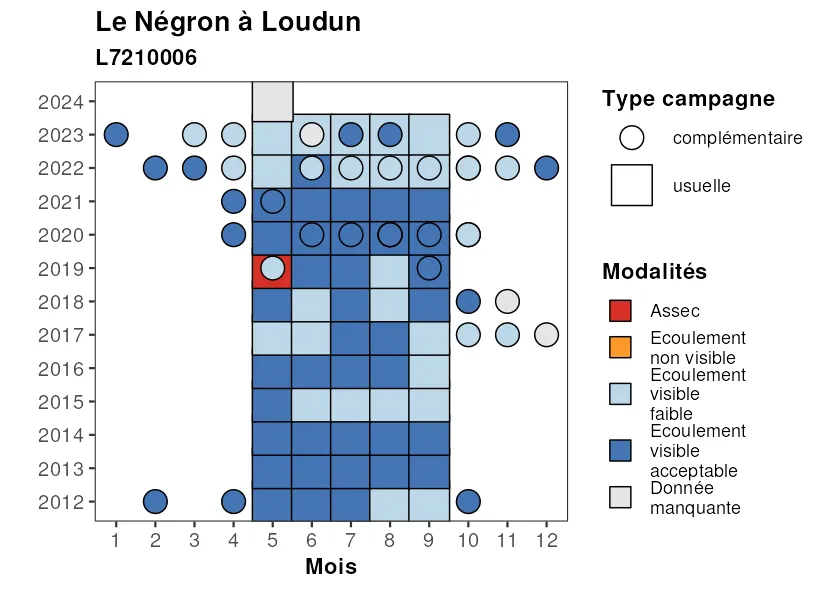 Le Négron à Loudun
L7210006
2024
2023
2022
2021
2020
2019
2018
2017
2016
2015
2014
2013
2012
1 2 3 4 5 6 7 8 9 10 11 12
Mois
Type campagne
complémentaire
usuelle
Modalités
Assec
Ecoulement
non visible
Ecoulement
visible
faible
Ecoulement
visible
acceptable
Donnée
manquante